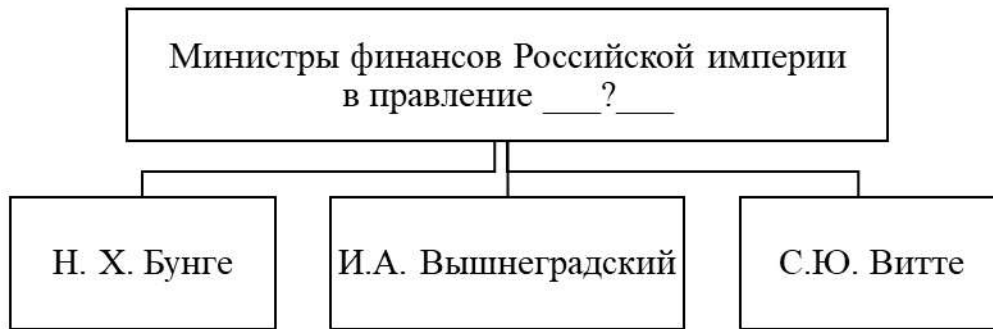 Министры финансов Российской империи
в правление ___?___
Н. Х. Бунге
И.А. Вышнеградский
С.Ю. Витте